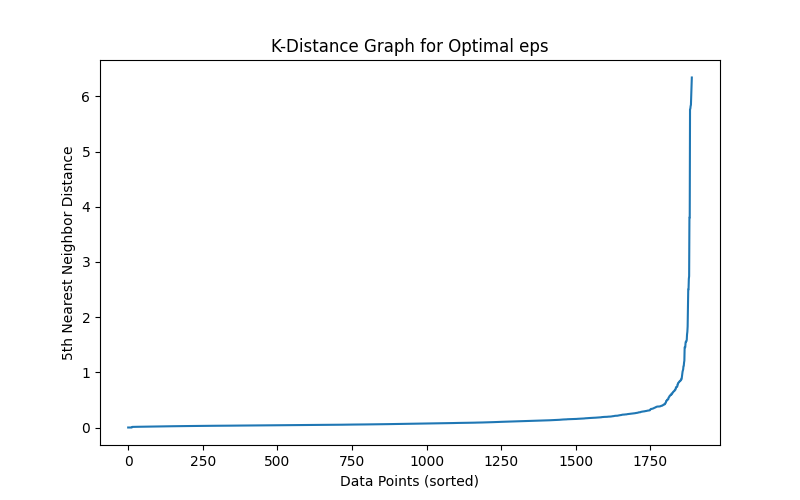 K-Distance Graph for Optimal eps
6
5
4
3
2
1
0
5th Nearest Neighbor Distance
0 250 500 750 1000 1250 1500 1750
Data Points (sorted)